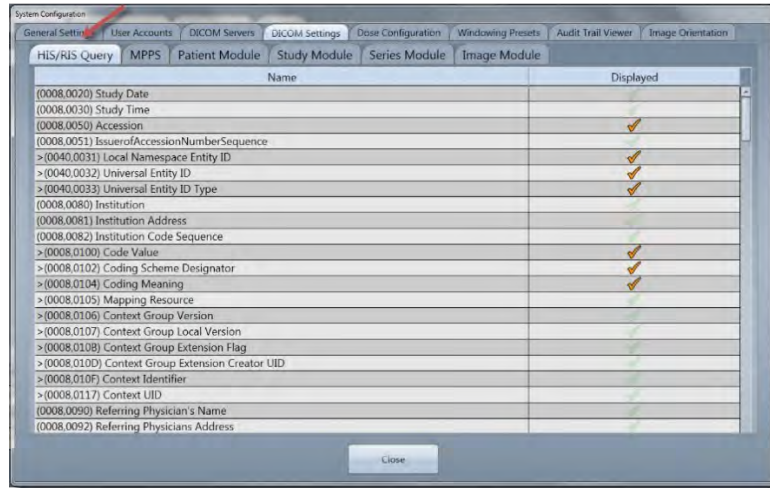 System Configuration
General Settings User Accounts DICOM Servers DICOM Settings Dose Configuration Windowing Presets Audit Trail Viewer Image Orientation
HIS/RIS Query MPPS Patient Module Study Module Series Module Image Module
Name Displayed
(0008,0020) Study Date
(0008,0030) Study Time
(0008,0050) Accession
(0008,0051) IssuerofAccessionNumberSequence
>(0040,0031) Local Namespace Entity ID
>(0040,0032) Universal Entity ID
>(0040,0033) Universal Entity ID Type
(0008,0080) Institution
(0008,0081) Institution Address
(0008,0082) Institution Code Sequence
>(0008,0100) Code Value
>(0008,0102) Coding Scheme Designator
>(0008,0104) Coding Meaning
>(0008,0105) Mapping Resource
>(0008,0106) Context Group Version
>(0008,0107) Context Group Local Version
>(0008,010B) Context Group Extension Flag
>(0008,010D) Context Group Extension Creator UID
>(0008,010F) Context Identifier
>(0008,0117) Context UID
(0008,0090) Referring Physician's Name
(0008,0092) Referring Physicians Address
Close